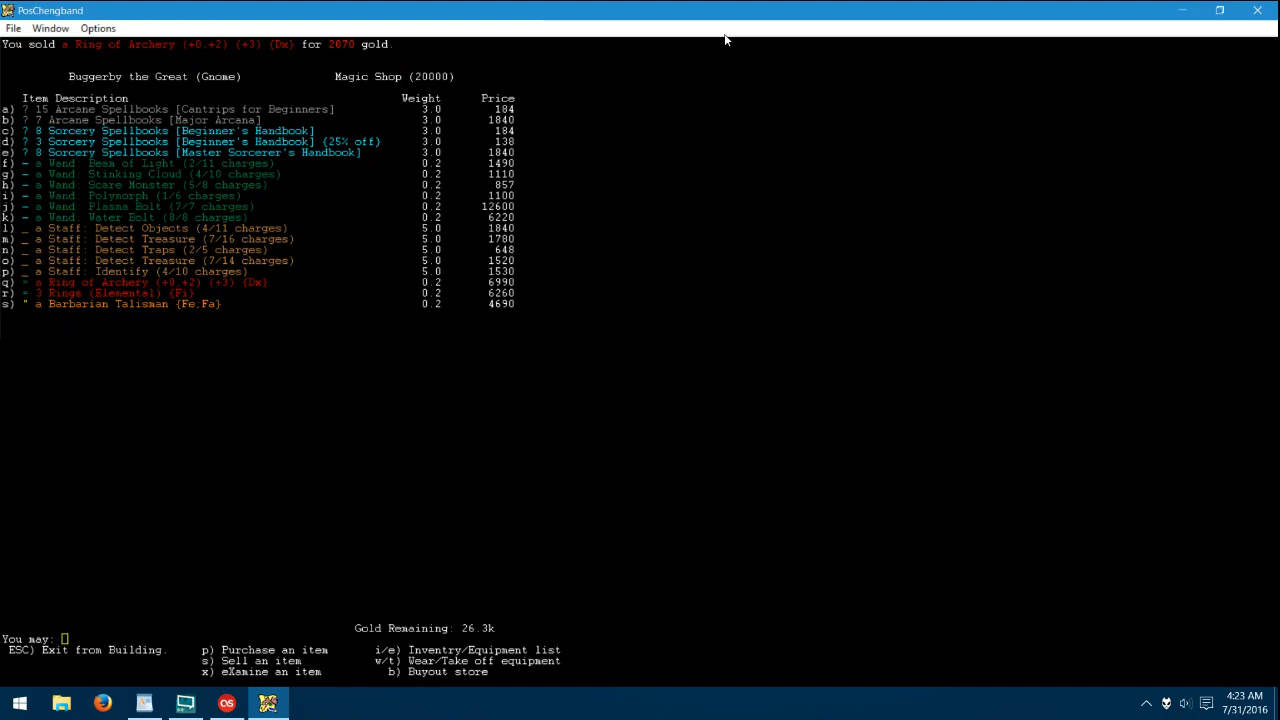 PosChengband
File Window Options
You sold a Ring of Archery (+0,+2) (+3) {Dx} for 2070 gold.
Buggerby the Great (Gnome) Magic Shop (20000)
Item Description Weight Price
a) ? 15 Arcane Spellbooks [Cantrips for Beginners] 3.0 184
b) ? 7 Arcane Spellbooks [Major Arcana] 3.0 1840
c) ? 8 Sorcery Spellbooks [Beginner's Handbook] 3.0 184
d) ? 3 Sorcery Spellbooks [Beginner's Handbook] {25% off} 3.0 138
e) ? 8 Sorcery Spellbooks [Master Sorcerer's Handbook] 3.0 1840
f) - a Wand: Beam of Light (2/11 charges) 0.2 1490
g) - a Wand: Stinking Cloud (4/10 charges) 0.2 1110
h) - a Wand: Scare Monster (5/8 charges) 0.2 857
i) - a Wand: Polymorph (1/6 charges) 0.2 1100
j) - a Wand: Plasma Bolt (7/7 charges) 0.2 12600
k) - a Wand: Water Bolt (8/8 charges) 0.2 6220
l) _ a Staff: Detect Objects (4/11 charges) 5.0 1840
m) _ a Staff: Detect Treasure (7/16 charges) 5.0 1780
n) _ a Staff: Detect Traps (2/5 charges) 5.0 648
o) _ a Staff: Detect Treasure (7/14 charges) 5.0 1520
p) _ a Staff: Identify (4/10 charges) 5.0 1530
q) = a Ring of Archery (+0,+2) (+3) {Dx} 0.2 6990
r) = 3 Rings (Elemental) {Fi} 0.2 6260
s) " a Barbarian Talisman {Fe;Fa} 0.2 4690
Gold Remaining: 26.3k
You may:
ESC) Exit from Building. p) Purchase an item i/e) Inventry/Equipment list
s) Sell an item w/t) Wear/Take off equipment
x) eXamine an item b) Buyout store
4:23 AM
7/31/2016